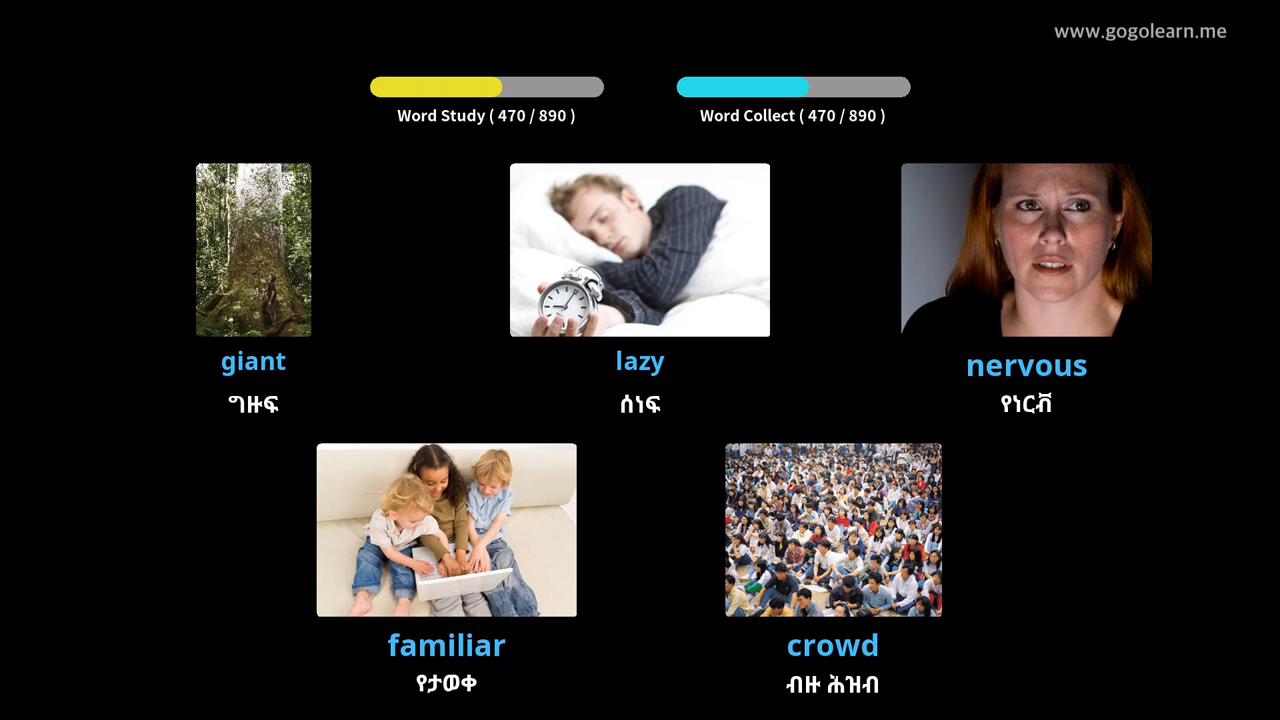 www.gogolearn.me
Word Study ( 470 / 890 )
Word Collect ( 470 / 890 )
giant
ግዙፍ
lazy
ሰነፍ
nervous
የነርቭ
familiar
የታወቀ
crowd
ብዙ ሕዝብ